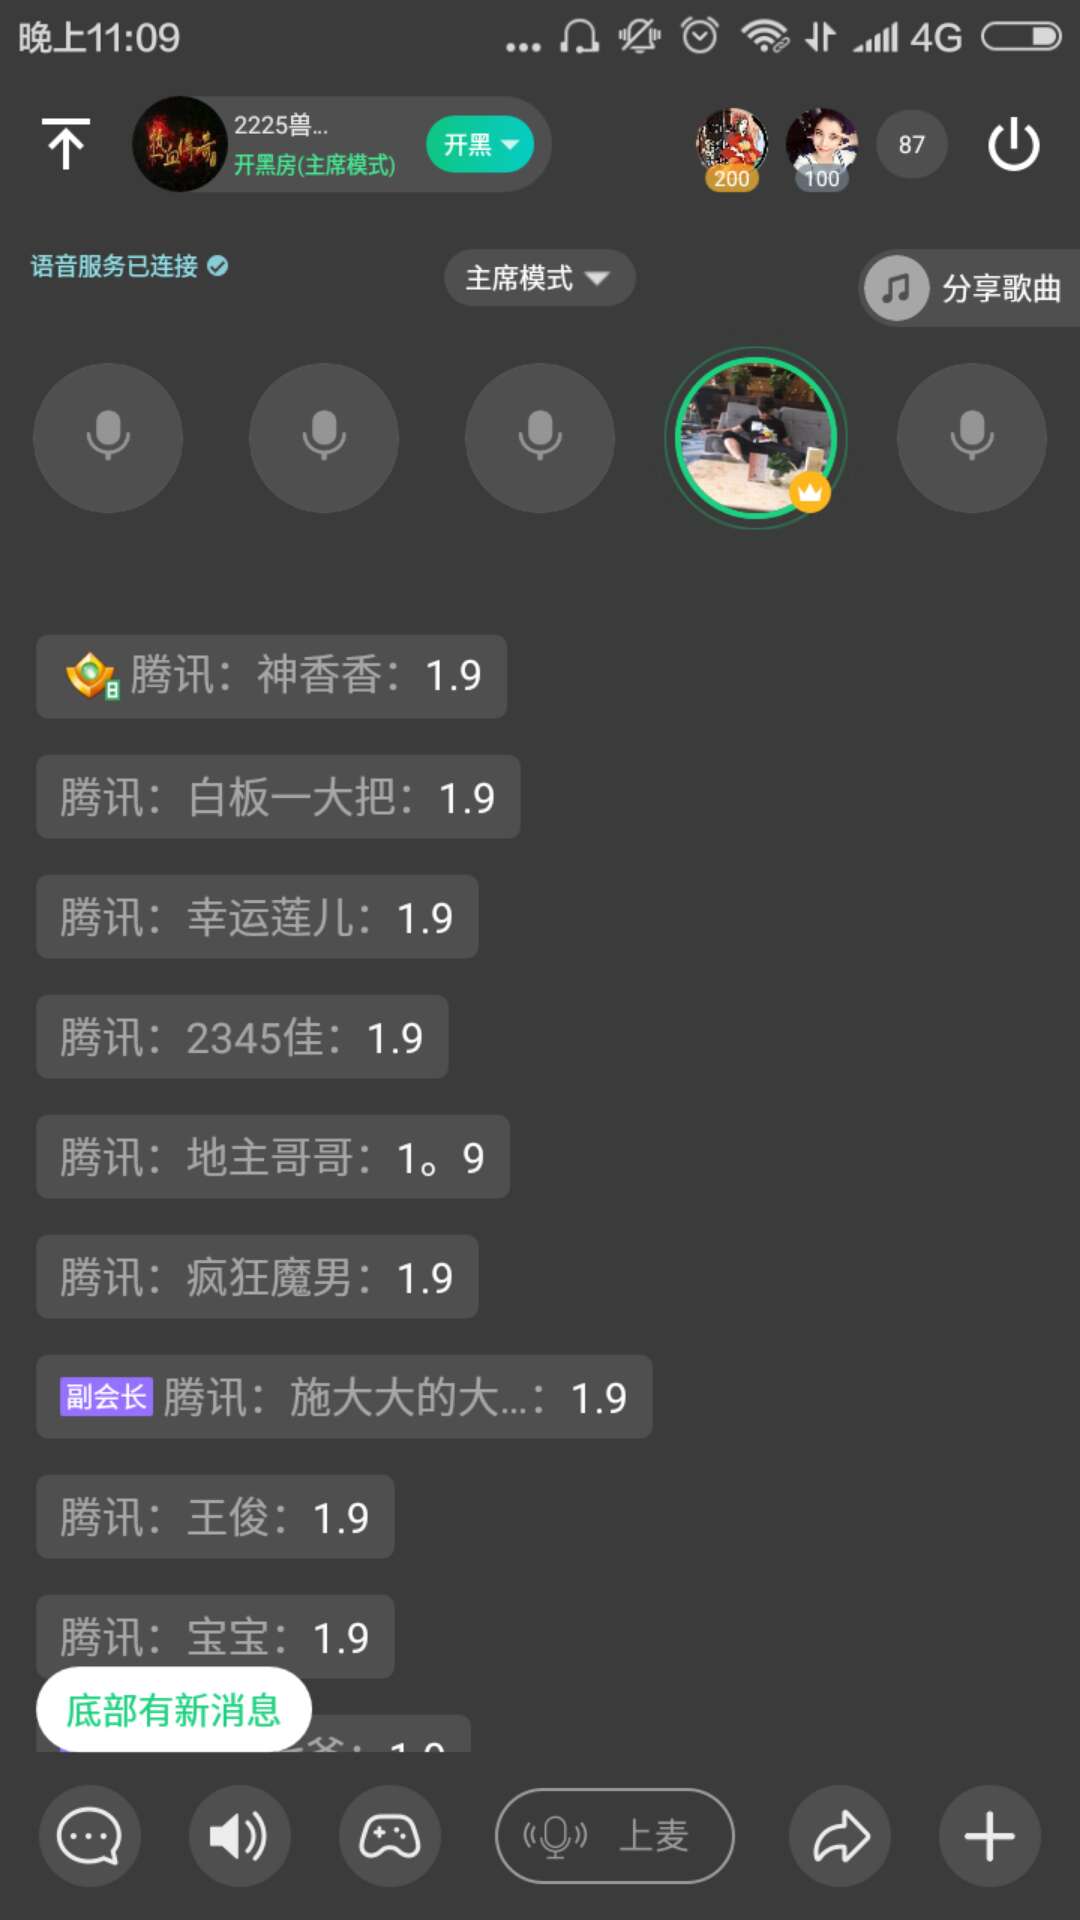 晚上11:09
4G
热血传奇
2225兽...
开黑房(主席模式)
开黑
200
100
87
语音服务已连接
主席模式
分享歌曲
8
腾讯：神香香：1.9
腾讯：白板一大把：1.9
腾讯：幸运莲儿：1.9
腾讯：2345佳：1.9
腾讯：地主哥哥：1。9
腾讯：疯狂魔男：1.9
副会长 腾讯：施大大的大...：1.9
腾讯：王俊：1.9
腾讯：宝宝：1.9
底部有新消息
上麦